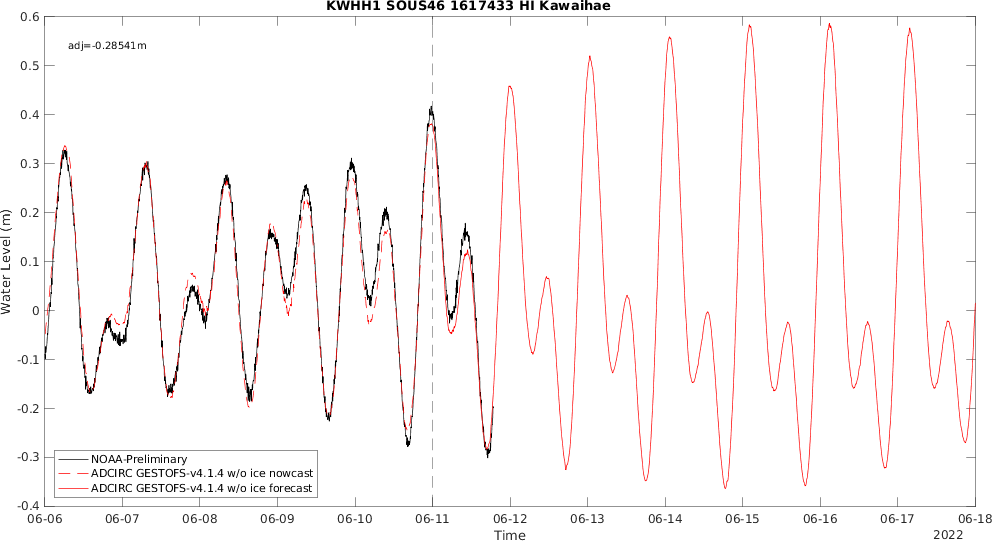 KWHH1 SOUS46 1617433 HI Kawaihae
adj=-0.28541m
0.6
0.5
0.4
0.3
0.2
0.1
0
-0.1
-0.2
-0.3
-0.4
Water Level (m)
NOAA-Preliminary
ADCIRC GESTOFS-v4.1.4 w/o ice nowcast
ADCIRC GESTOFS-v4.1.4 w/o ice forecast
06-06 06-07 06-08 06-09 06-10 06-11 06-12 06-13 06-14 06-15 06-16 06-17 06-18
Time
2022